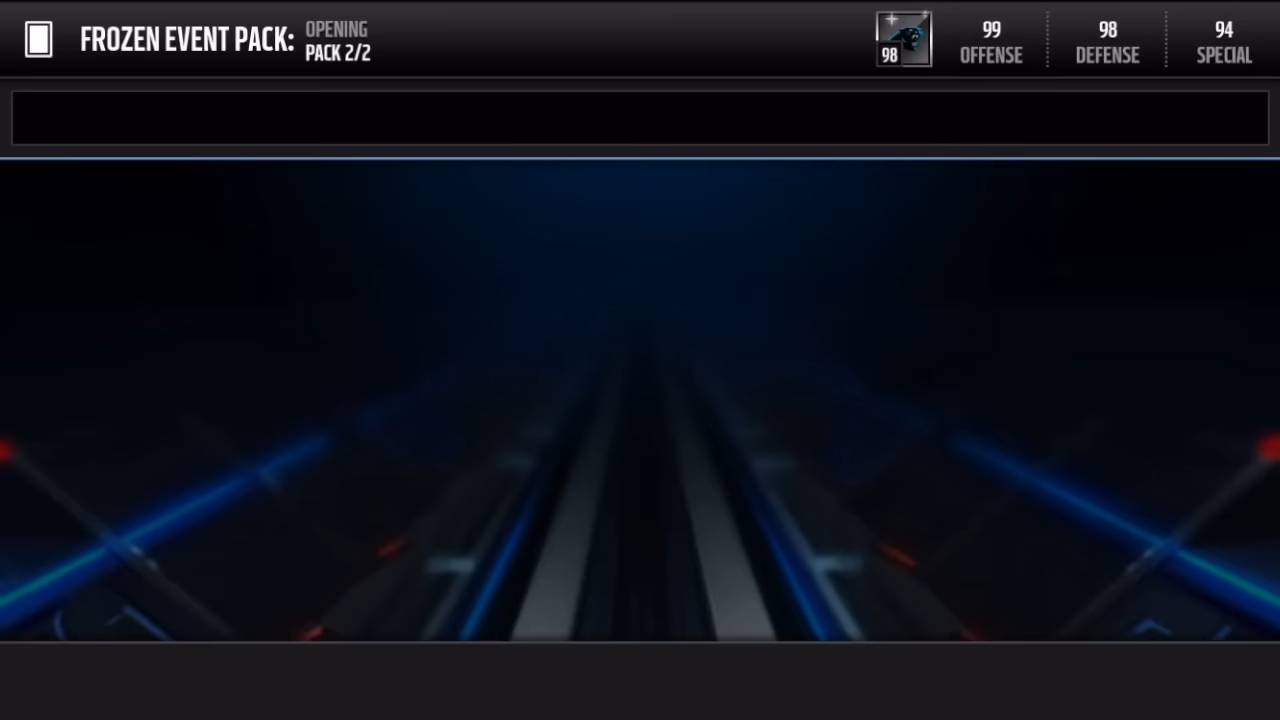 FROZEN EVENT PACK:
OPENING
PACK 2/2
98
99
OFFENSE
98
DEFENSE
94
SPECIAL